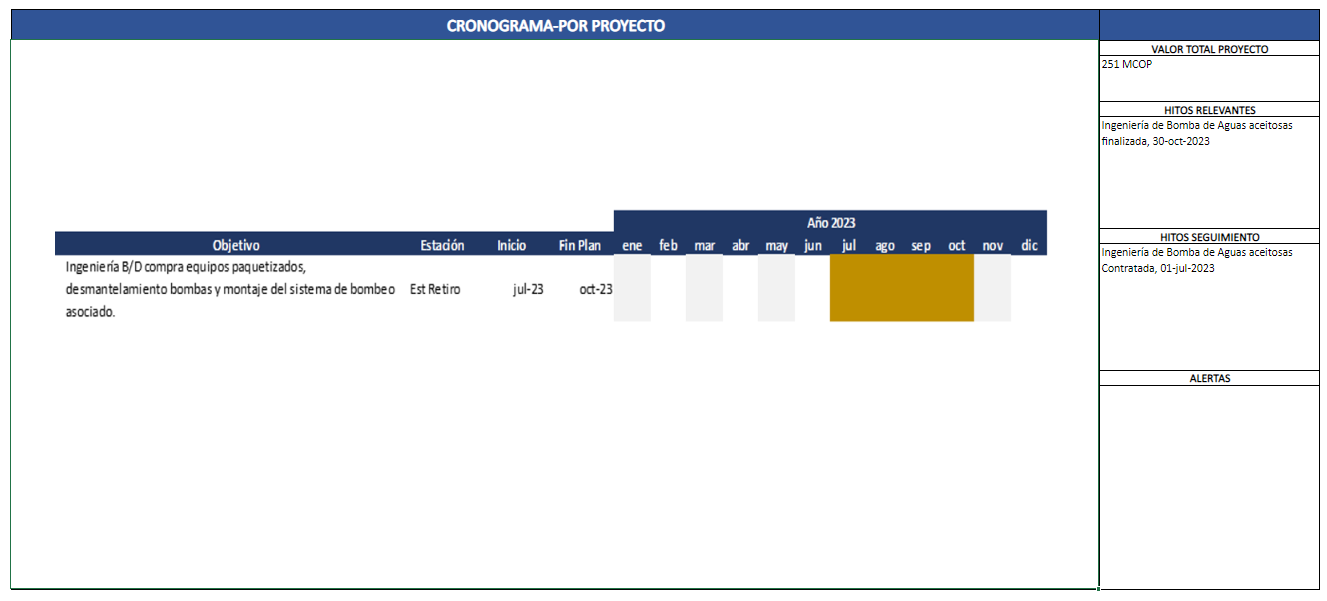 CRONOGRAMA-POR PROYECTO
VALOR TOTAL PROYECTO
251 MCOP
HITOS RELEVANTES
Ingeniería de Bomba de Aguas aceitosas
finalizada, 30-oct-2023
HITOS SEGUIMIENTO
Ingeniería de Bomba de Aguas aceitosas
Contratada, 01-jul-2023
ALERTAS
Año 2023
Objetivo Estación Inicio Fin Plan ene feb mar abr may jun jul ago sep oct nov dic
Ingeniería B/D compra equipos paquetizados,
desmantelamiento bombas y montaje del sistema de bombeo Est Retiro jul-23 oct-23
asociado.